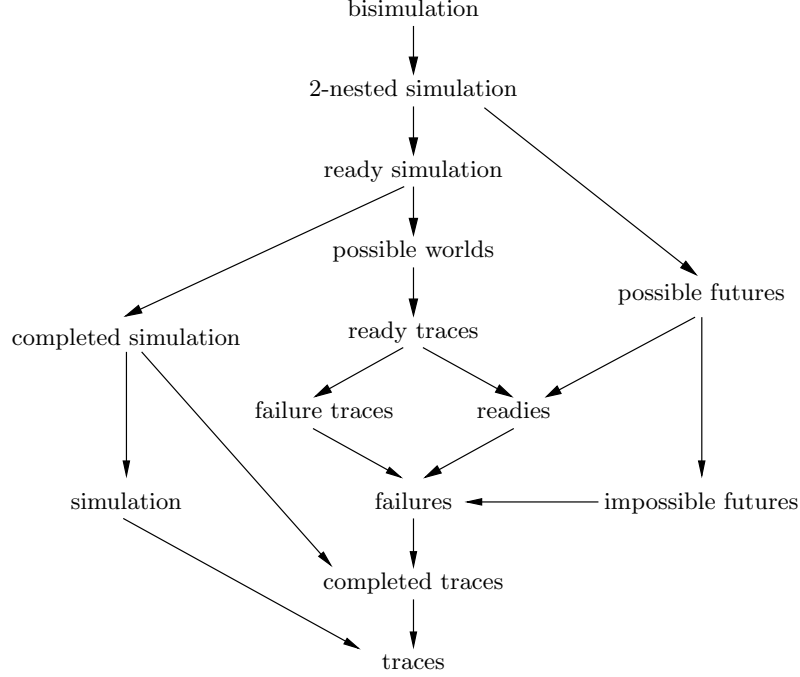 bisimulation
2-nested simulation
ready simulation
possible worlds
possible futures
ready traces
completed simulation
failure traces
readies
simulation
failures
impossible futures
completed traces
traces